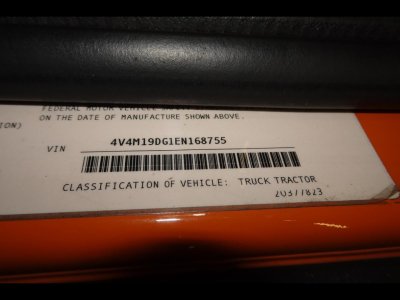 FEDERAL MOTOR VEHICLE
ON THE DATE OF MANUFACTURE SHOWN ABOVE.
ION)
VIN 4V4M19DG1EN168755
CLASSIFICATION OF VEHICLE: TRUCK TRACTOR
20377823